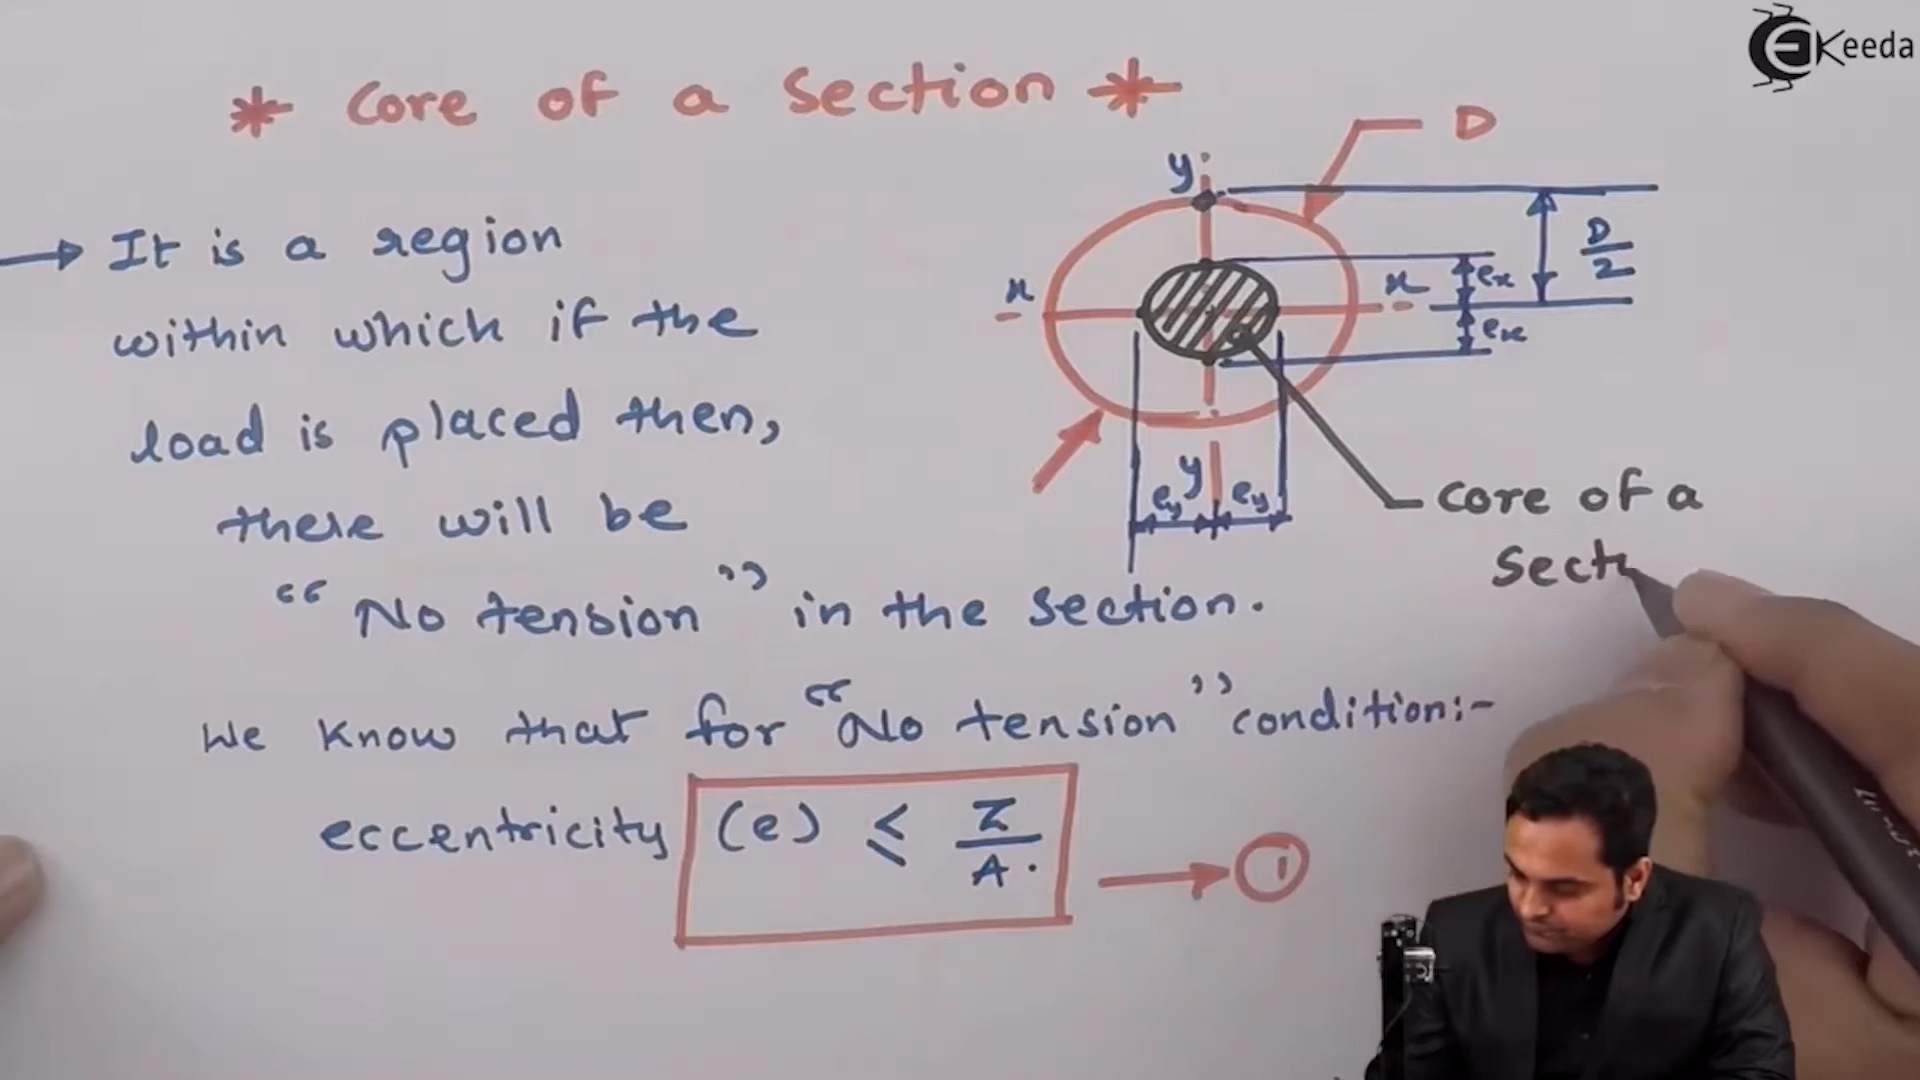 Keeda
* Core of a Section *
D
y
→ It is a region
D/2
ex
x
x
within which if the
ex
load is placed then,
y
ey
ey
Core of a
there will be
Sect
“No tension” in the section.
We know that for “No tension” condition:-
eccentricity (e) ≤ Z/A. → ①